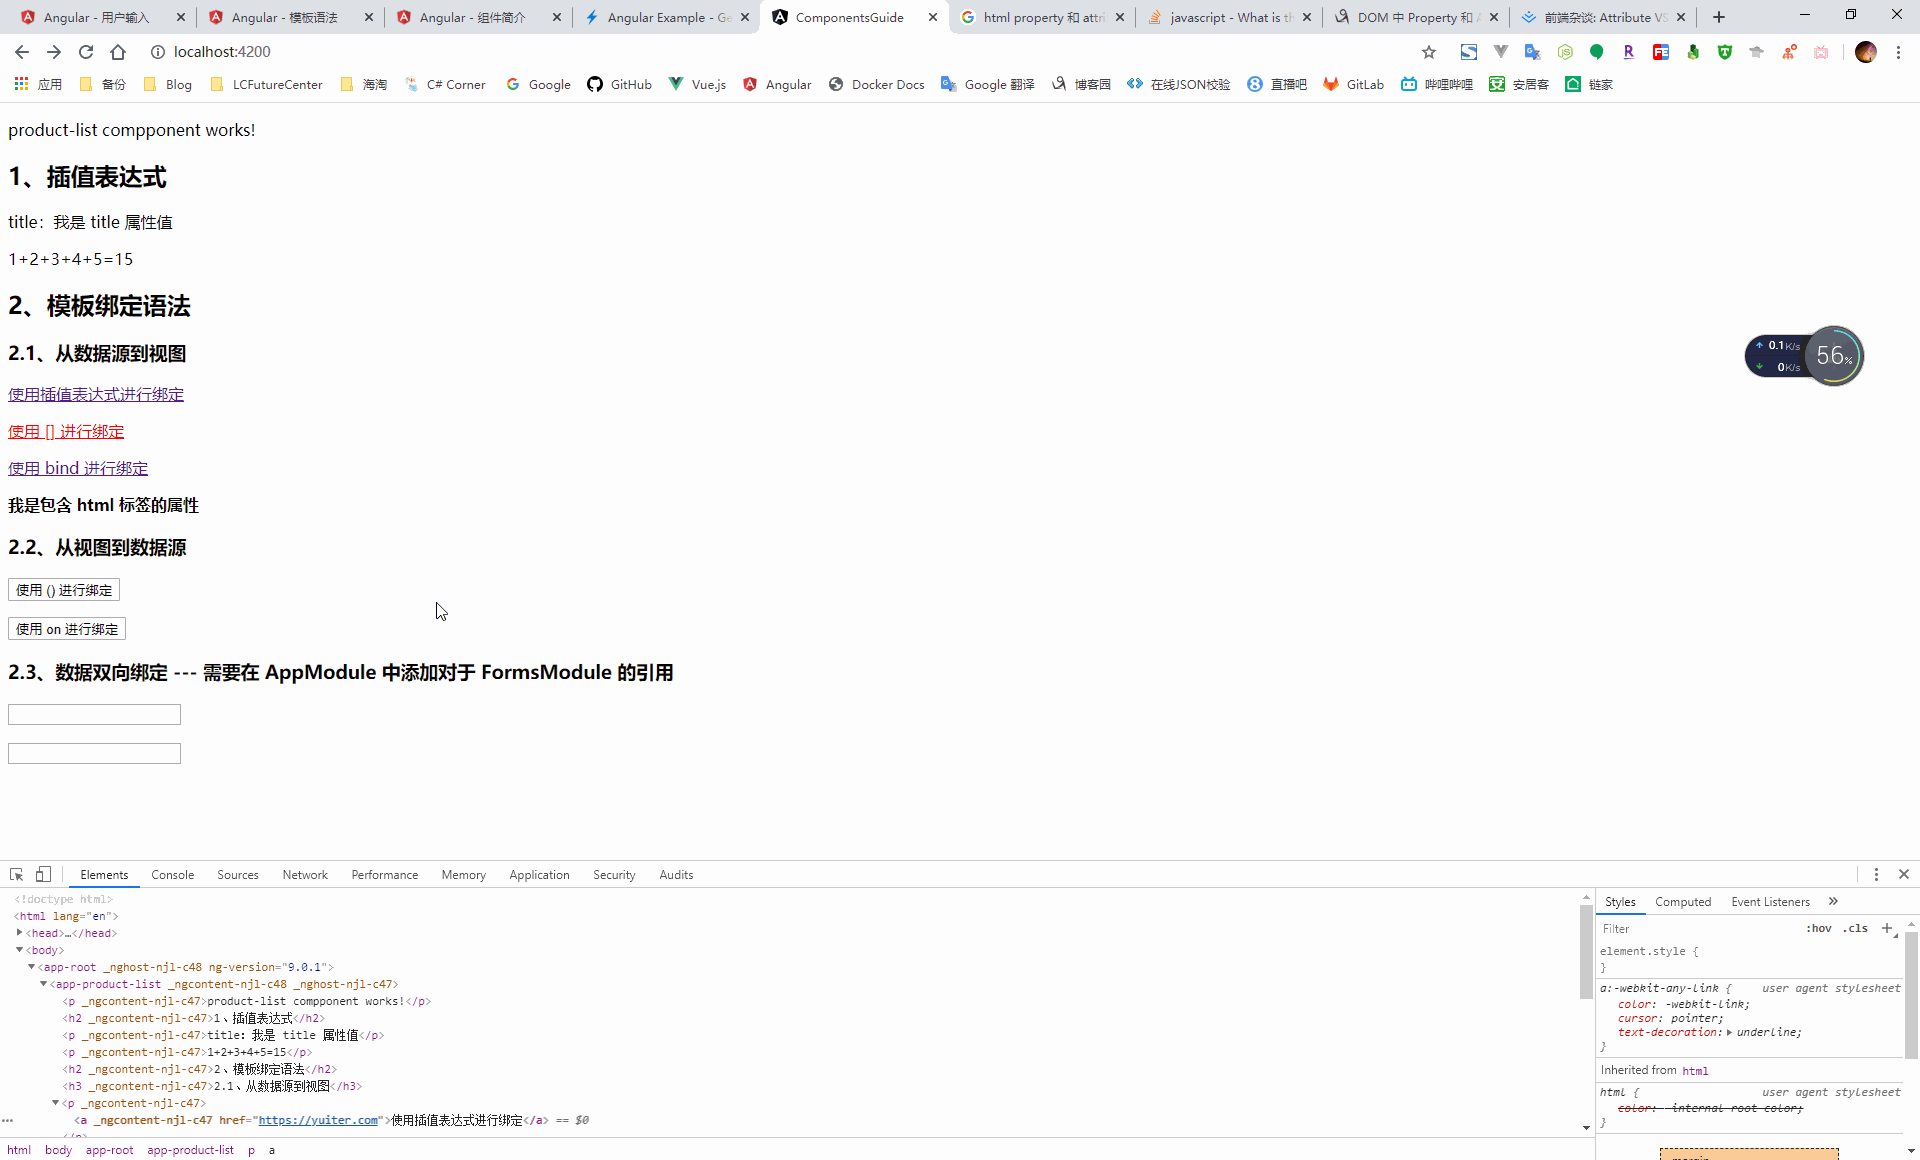 Angular - 用户输入
Angular - 模板语法
Angular - 组件简介
Angular Example - Ge
ComponentsGuide
html property 和 attri
javascript - What is th
DOM 中 Property 和 A
前端杂谈: Attribute VS
localhost:4200
应用 备份 Blog LCFutureCenter 海淘 C# Corner Google GitHub Vue.js Angular Docker Docs Google 翻译 博客园 在线JSON校验 直播吧 GitLab 哔哩哔哩 安居客 链家
product-list compponent works!
1、插值表达式
title：我是 title 属性值
1+2+3+4+5=15
2、模板绑定语法
2.1、从数据源到视图
0.1K/s
0K/s
56%
使用插值表达式进行绑定
使用 [] 进行绑定
使用 bind 进行绑定
我是包含 html 标签的属性
2.2、从视图到数据源
使用 () 进行绑定
使用 on 进行绑定
2.3、数据双向绑定 --- 需要在 AppModule 中添加对于 FormsModule 的引用
Elements Console Sources Network Performance Memory Application Security Audits
<!doctype html>
<html lang="en">
<head>…</head>
<body>
<app-root _nghost-njl-c48 ng-version="9.0.1">
<app-product-list _ngcontent-njl-c48 _nghost-njl-c47>
<p _ngcontent-njl-c47>product-list compponent works!</p>
<h2 _ngcontent-njl-c47>1、插值表达式</h2>
<p _ngcontent-njl-c47>title：我是 title 属性值</p>
<p _ngcontent-njl-c47>1+2+3+4+5=15</p>
<h2 _ngcontent-njl-c47>2、模板绑定语法</h2>
<h3 _ngcontent-njl-c47>2.1、从数据源到视图</h3>
<p _ngcontent-njl-c47>
<a _ngcontent-njl-c47 href="https://yuiter.com">使用插值表达式进行绑定</a> == $0
html body app-root app-product-list p a
Styles Computed Event Listeners »
Filter :hov .cls +
element.style {
}
a:-webkit-any-link { user agent stylesheet
color: -webkit-link;
cursor: pointer;
text-decoration: underline;
}
Inherited from html
html { user agent stylesheet
color: -internal-root-color;
}
margin